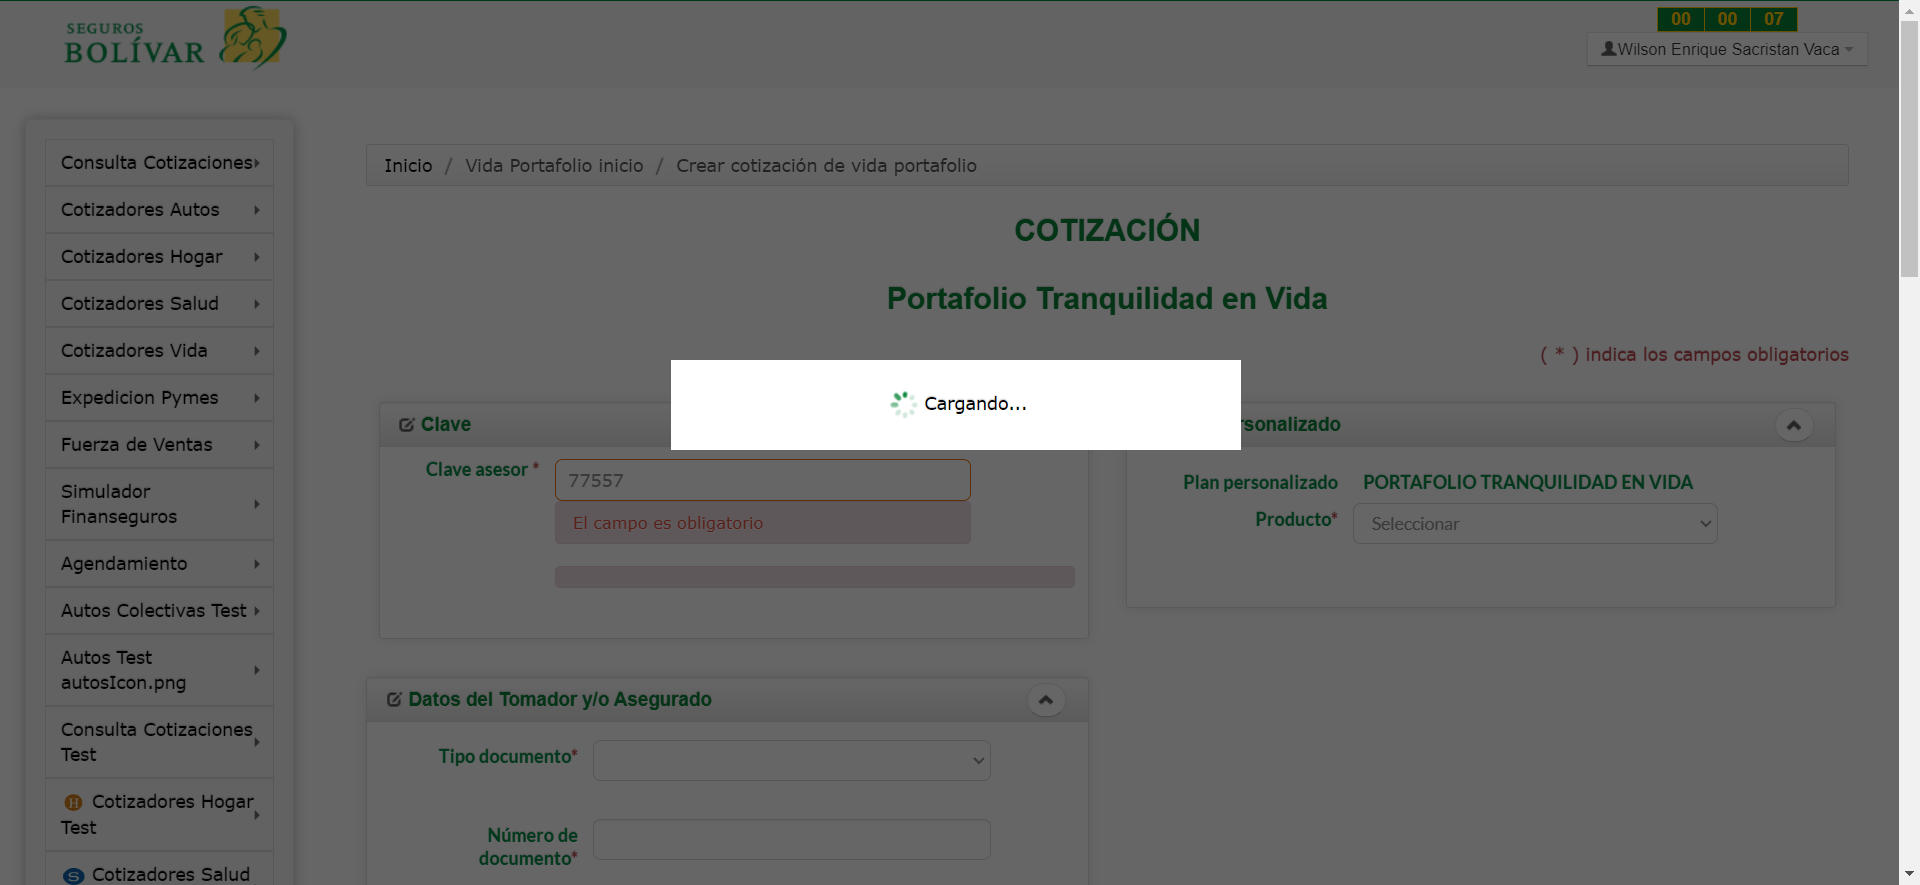 SEGUROS
BOLÍVAR
00 00 07
Wilson Enrique Sacristan Vaca
Consulta Cotizaciones
Cotizadores Autos
Cotizadores Hogar
Cotizadores Salud
Cotizadores Vida
Expedicion Pymes
Fuerza de Ventas
Simulador
Finanseguros
Agendamiento
Autos Colectivas Test
Autos Test
autosIcon.png
Consulta Cotizaciones
Test
H Cotizadores Hogar
Test
S Cotizadores Salud
Inicio / Vida Portafolio inicio / Crear cotización de vida portafolio
COTIZACIÓN
Portafolio Tranquilidad en Vida
( * ) indica los campos obligatorios
Cargando...
Clave
Clave asesor * 77557
El campo es obligatorio
rsonalizado
Plan personalizado PORTAFOLIO TRANQUILIDAD EN VIDA
Producto* Seleccionar
Datos del Tomador y/o Asegurado
Tipo documento*
Número de
documento*